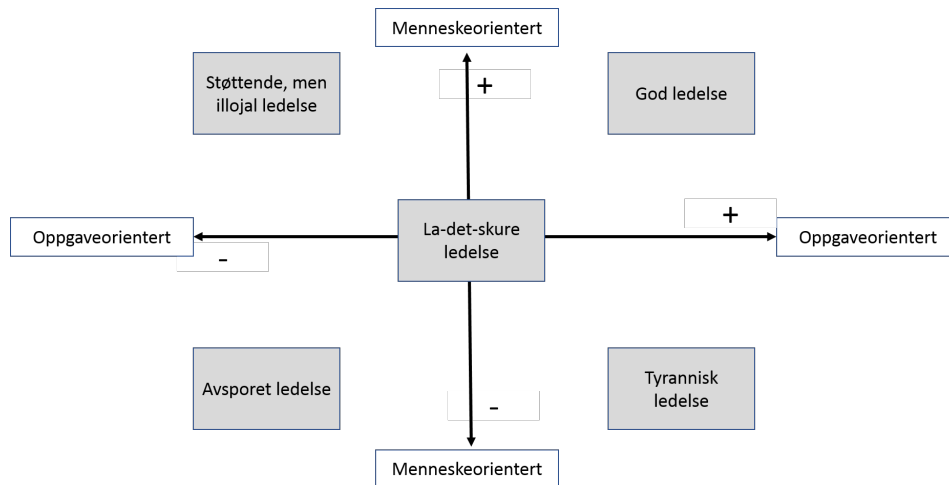 Menneskeorientert
Støttende, men
illojal ledelse
+
God ledelse
La-det-skure
ledelse
+
Oppgaveorientert
-
Oppgaveorientert
Avsporet ledelse
-
Tyrannisk
ledelse
Menneskeorientert